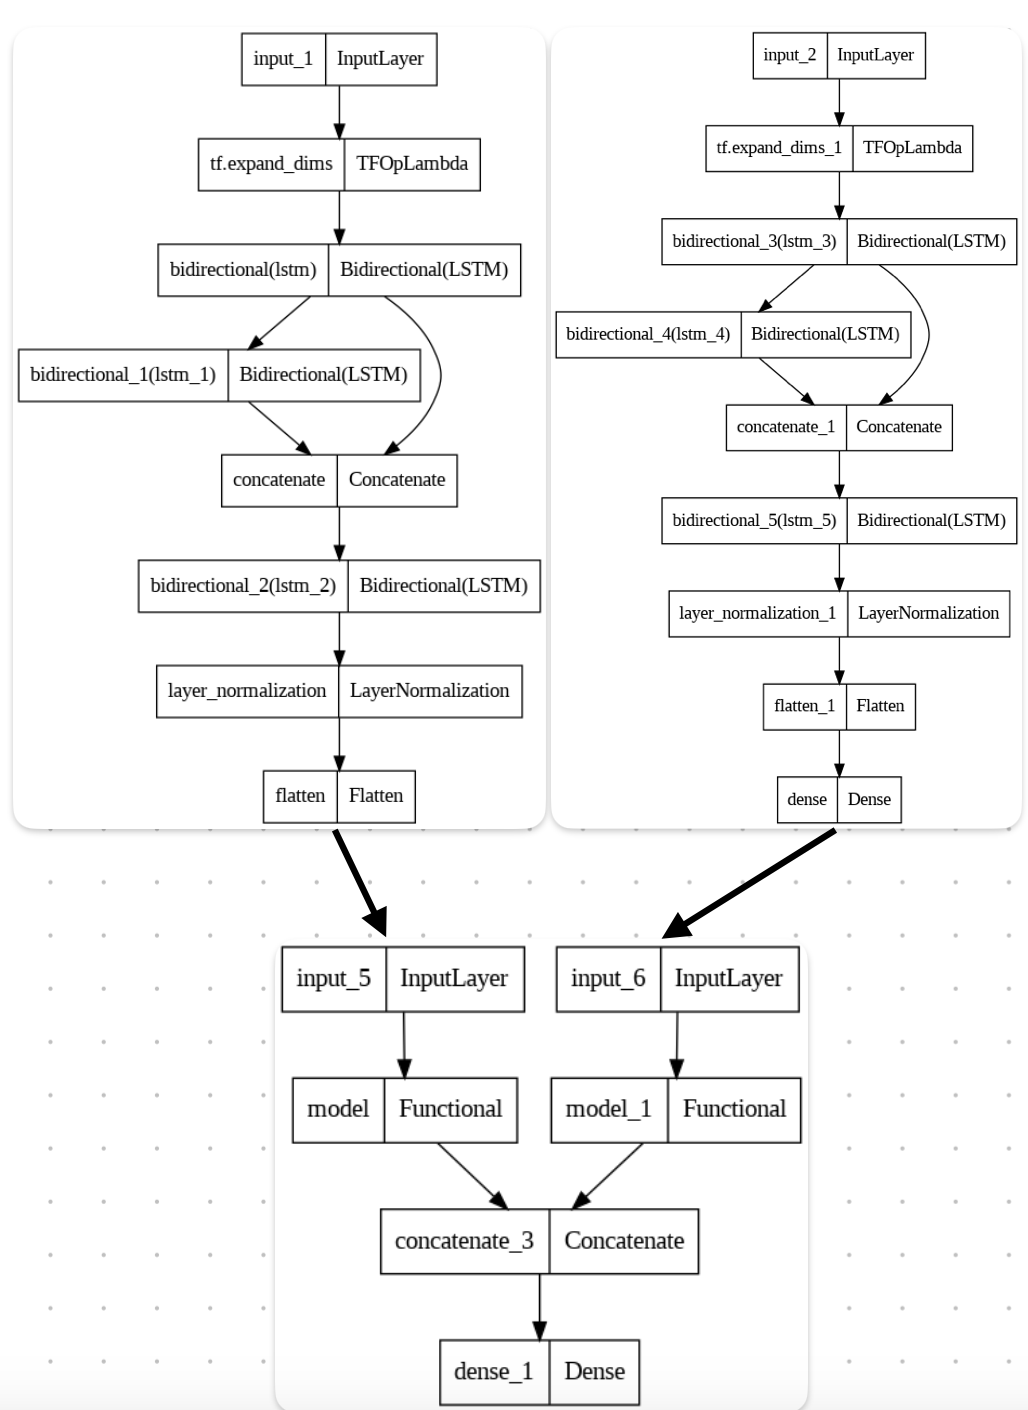 input_1 InputLayer
tf.expand_dims TFOpLambda
bidirectional(lstm) Bidirectional(LSTM)
bidirectional_1(lstm_1) Bidirectional(LSTM)
concatenate Concatenate
bidirectional_2(lstm_2) Bidirectional(LSTM)
layer_normalization LayerNormalization
flatten Flatten
input_2 InputLayer
tf.expand_dims_1 TFOpLambda
bidirectional_3(lstm_3) Bidirectional(LSTM)
bidirectional_4(lstm_4) Bidirectional(LSTM)
concatenate_1 Concatenate
bidirectional_5(lstm_5) Bidirectional(LSTM)
layer_normalization_1 LayerNormalization
flatten_1 Flatten
dense Dense
input_5 InputLayer
input_6 InputLayer
model Functional
model_1 Functional
concatenate_3 Concatenate
dense_1 Dense